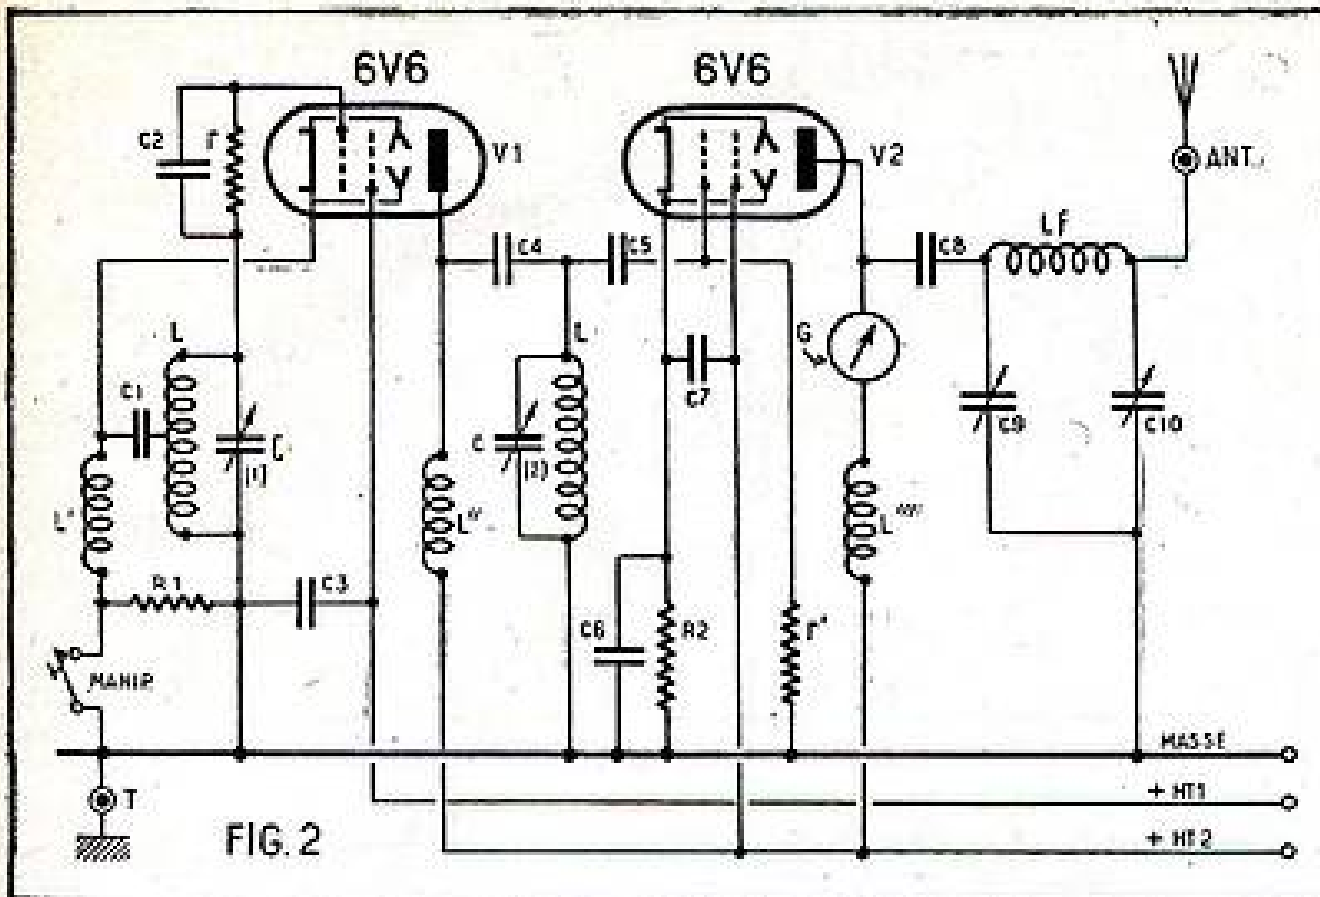 6V6
6V6
C2
r
V1
V2
ANT.
C4
C5
C8
Lf
L
L
G
C1
C
(1)
C
(2)
C7
C9
C10
L'
L''
L''''
R1
C3
C6
R2
r'
MANIP.
MASSE
T
+ HT1
FIG. 2
+ HT2